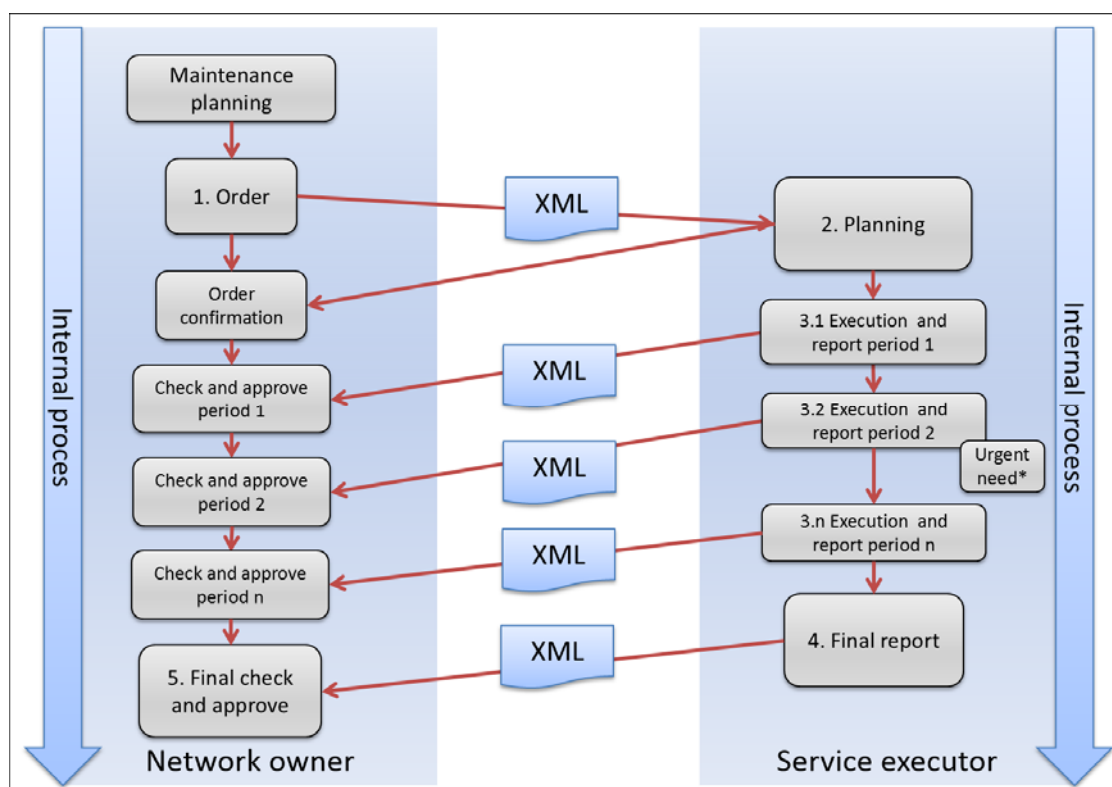 Maintenance
planning
1. Order
XML
2. Planning
Order
confirmation
3.1 Execution and
report period 1
XML
Check and approve
period 1
3.2 Execution and
report period 2
Urgent
need*
XML
Check and approve
period 2
3.n Execution and
report period n
XML
Check and approve
period n
4. Final report
XML
5. Final check
and approve
Internal proces
Internal process
Network owner
Service executor